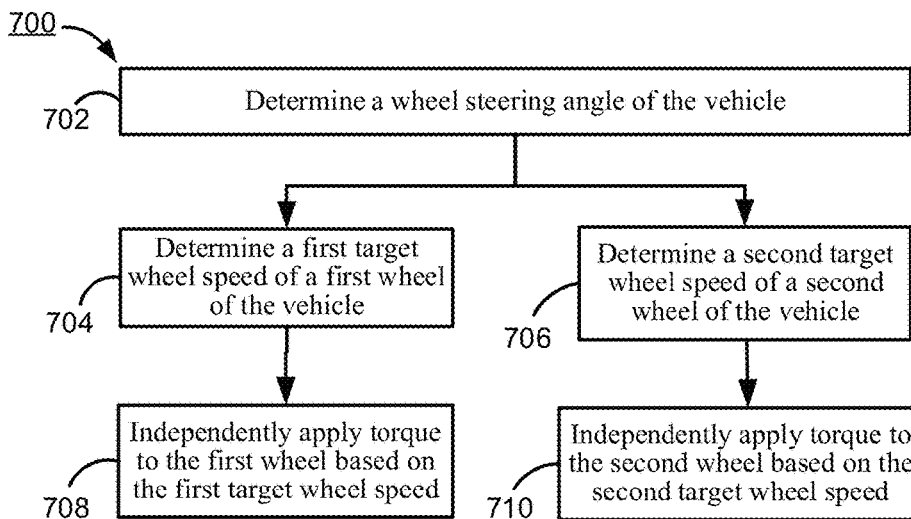 700
702
Determine a wheel steering angle of the vehicle
Determine a first target
wheel speed of a first wheel
of the vehicle
704
Determine a second target
wheel speed of a second
wheel of the vehicle
706
Independently apply torque
to the first wheel based on
the first target wheel speed
708
Independently apply torque to
the second wheel based on the
second target wheel speed
710